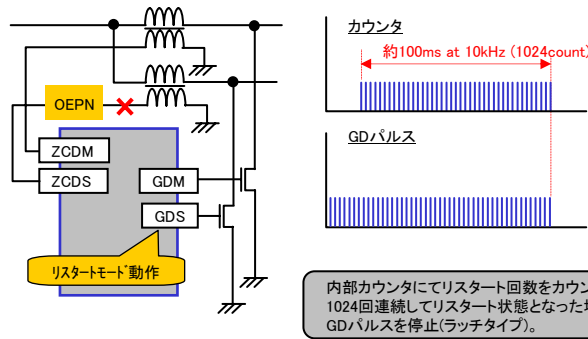 OEPN
ZCDM
ZCDS
GDM
GDS
リスタートモード動作
カウンタ
約100ms at 10kHz (1024count)
GDパルス
内部カウンタにてリスタート回数をカウン
1024回連続してリスタート状態となった
GDパルスを停止(ラッチタイプ)。